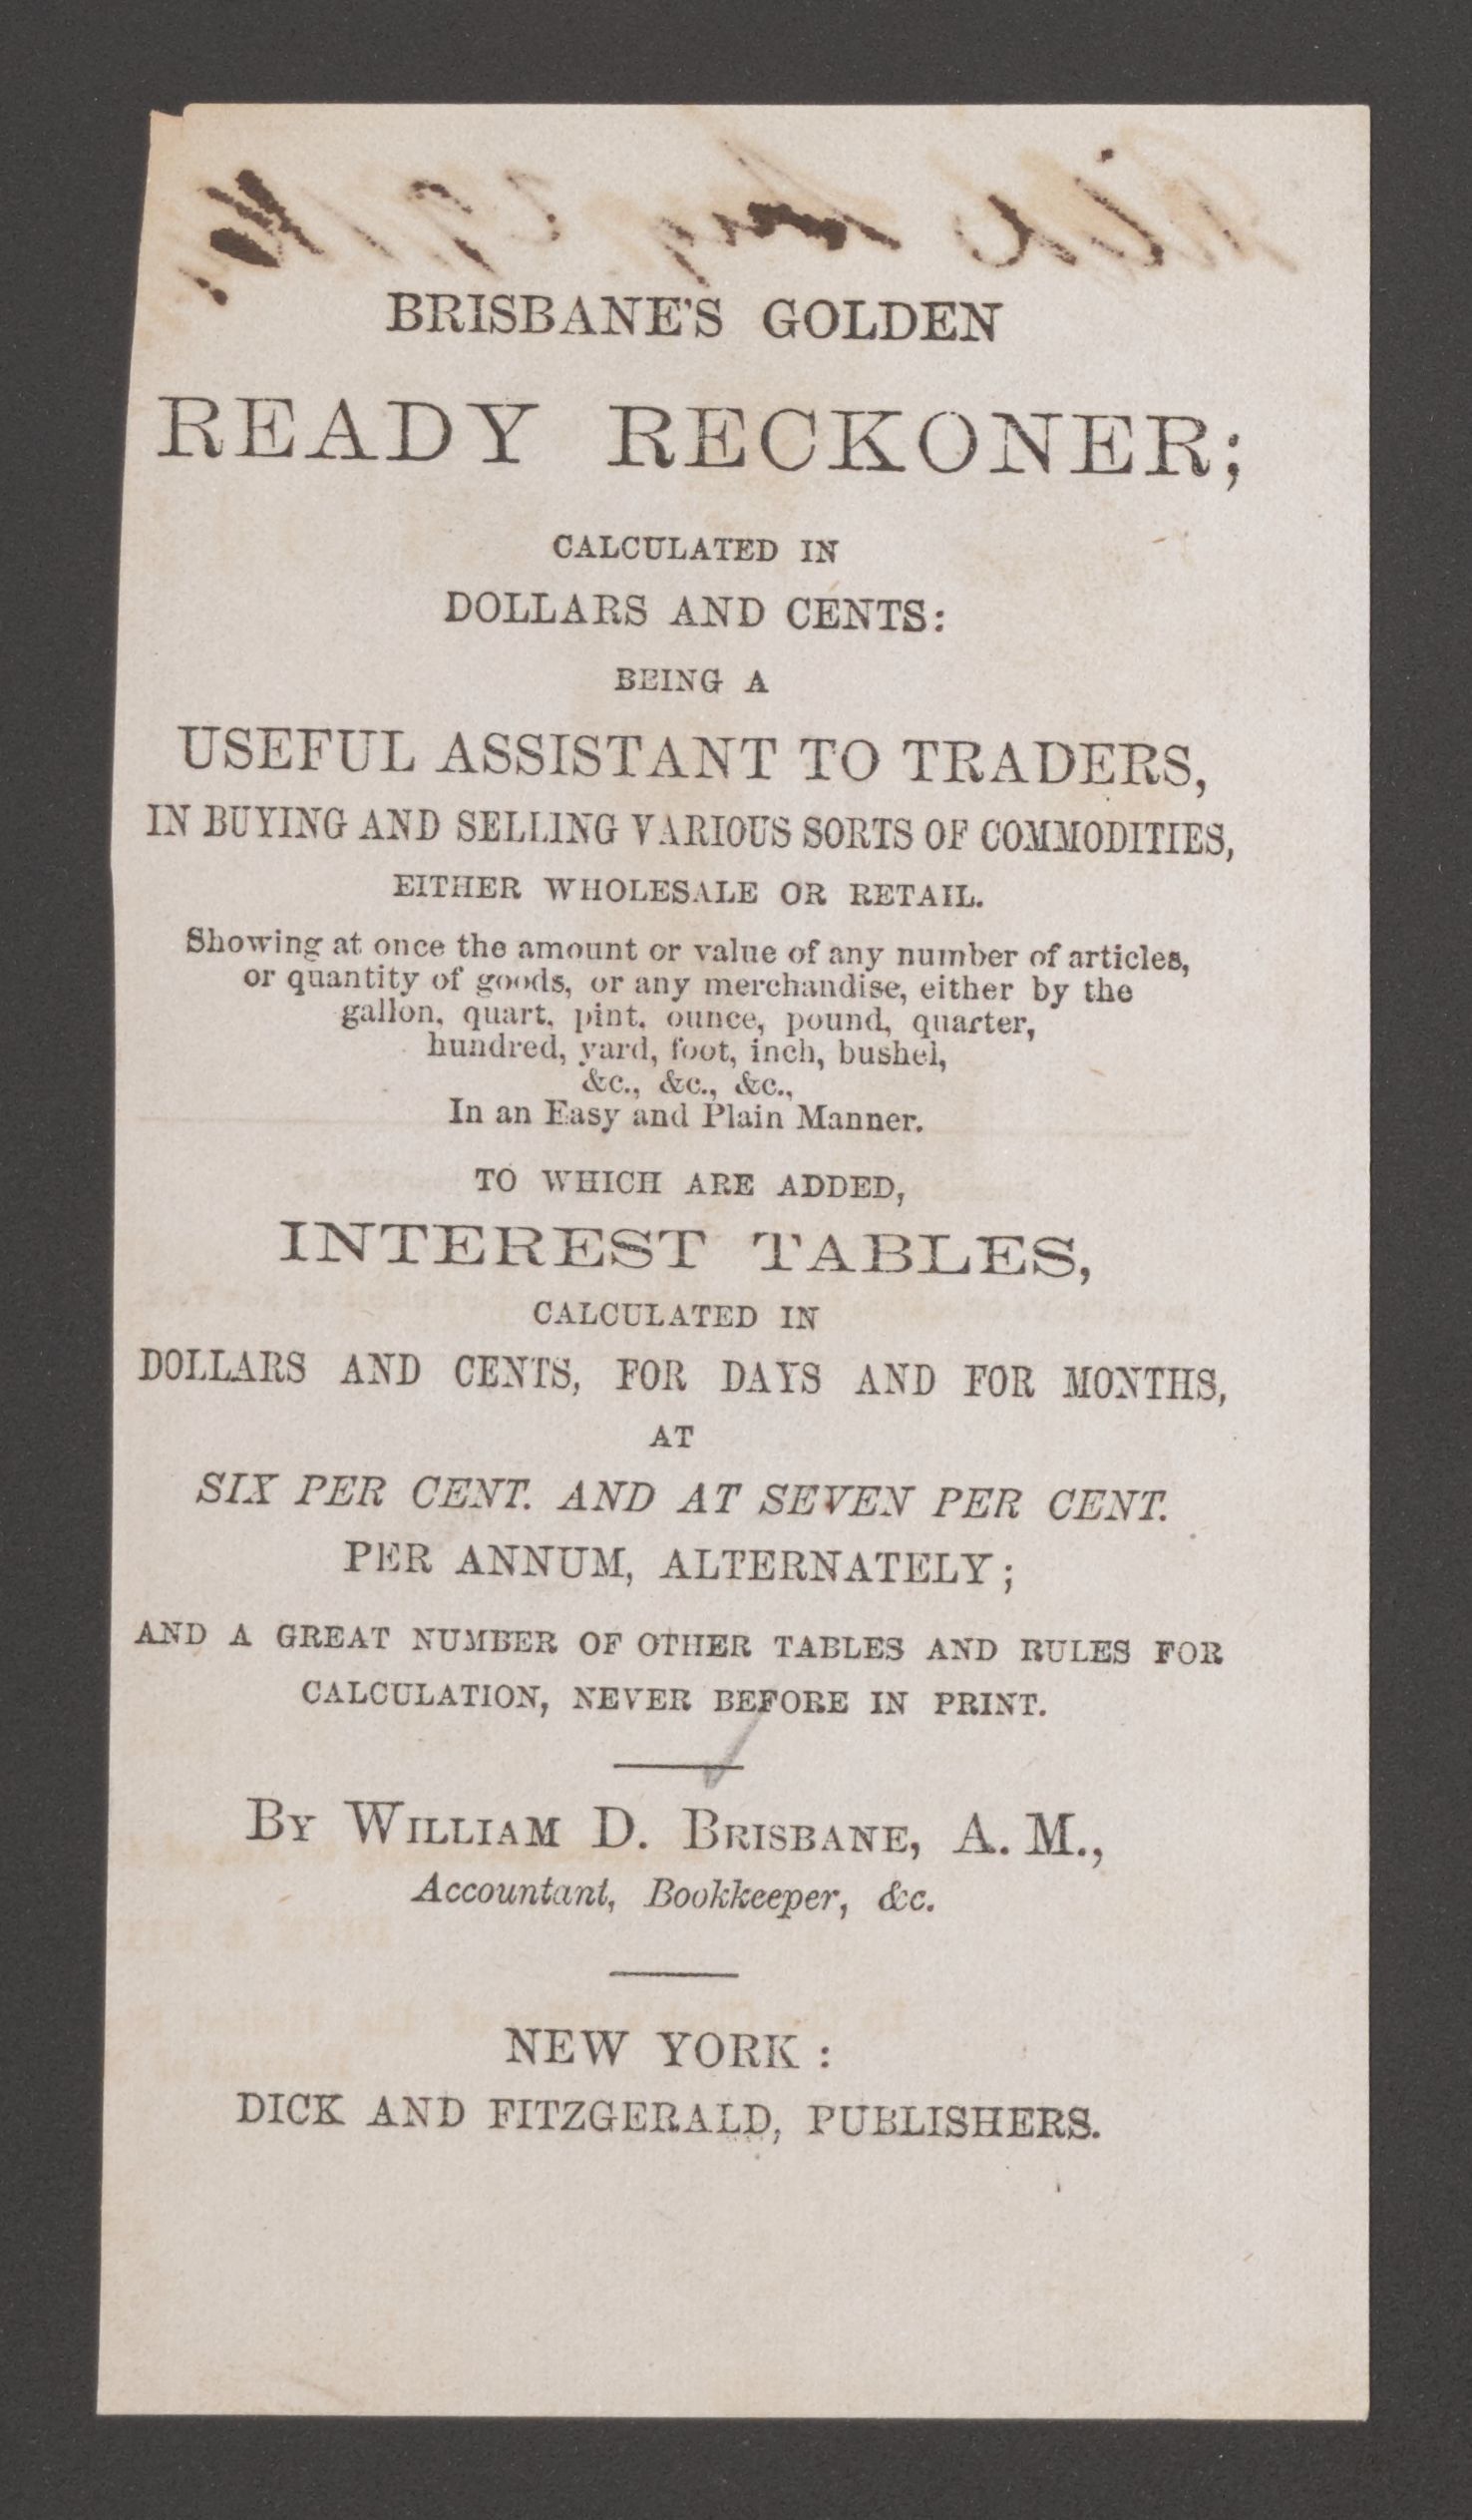 BRISBANE'S GOLDEN
READY RECKONER;
CALCULATED IN
DOLLARS AND CENTS:
BEING A
USEFUL ASSISTANT TO TRADERS,
IN BUYING AND SELLING VARIOUS SORTS OF COMMODITIES,
EITHER WHOLESALE OR RETAIL.
Showing at once the amount or value of any number of articles,
or quantity of goods, or any merchandise, either by the
gallon, quart, pint, ounce, pound, quarter,
hundred, yard, foot, inch, bushel,
&c., &c., &c.,
In an Easy and Plain Manner.
TO WHICH ARE ADDED,
INTEREST TABLES,
CALCULATED IN
DOLLARS AND CENTS, FOR DAYS AND FOR MONTHS,
AT
SIX PER CENT. AND AT SEVEN PER CENT.
PER ANNUM, ALTERNATELY;
AND A GREAT NUMBER OF OTHER TABLES AND RULES FOR
CALCULATION, NEVER BEFORE IN PRINT.
BY WILLIAM D. BRISBANE, A. M.,
Accountant, Bookkeeper, &c.
NEW YORK:
DICK AND FITZGERALD, PUBLISHERS.